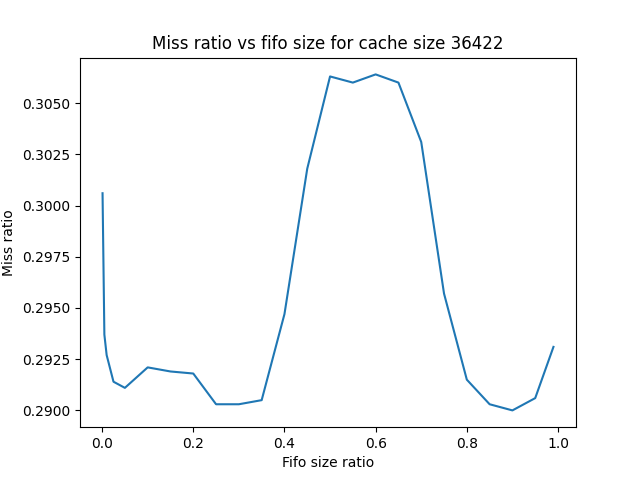 Miss ratio vs fifo size for cache size 36422
Miss ratio
0.3050
0.3025
0.3000
0.2975
0.2950
0.2925
0.2900
0.0 0.2 0.4 0.6 0.8 1.0
Fifo size ratio